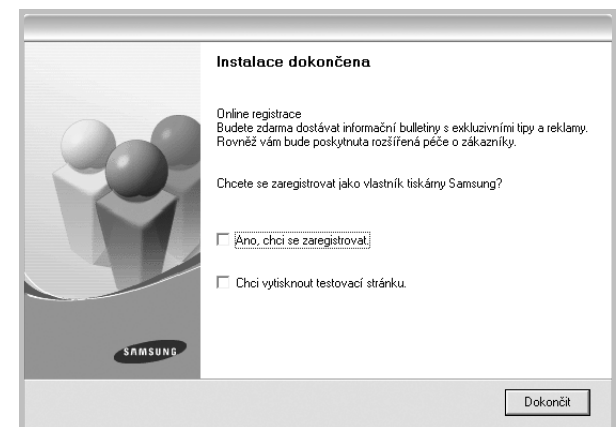 Instalace dokončena
Online registrace
Budete zdarma dostávat informační bulletiny s exkluzivními tipy a reklamy.
Rovněž vám bude poskytnuta rozšířená péče o zákazníky.
Chcete se zaregistrovat jako vlastník tiskárny Samsung?
Ano, chci se zaregistrovat.
Chci vytisknout testovací stránku.
SAMSUNG
Dokončit